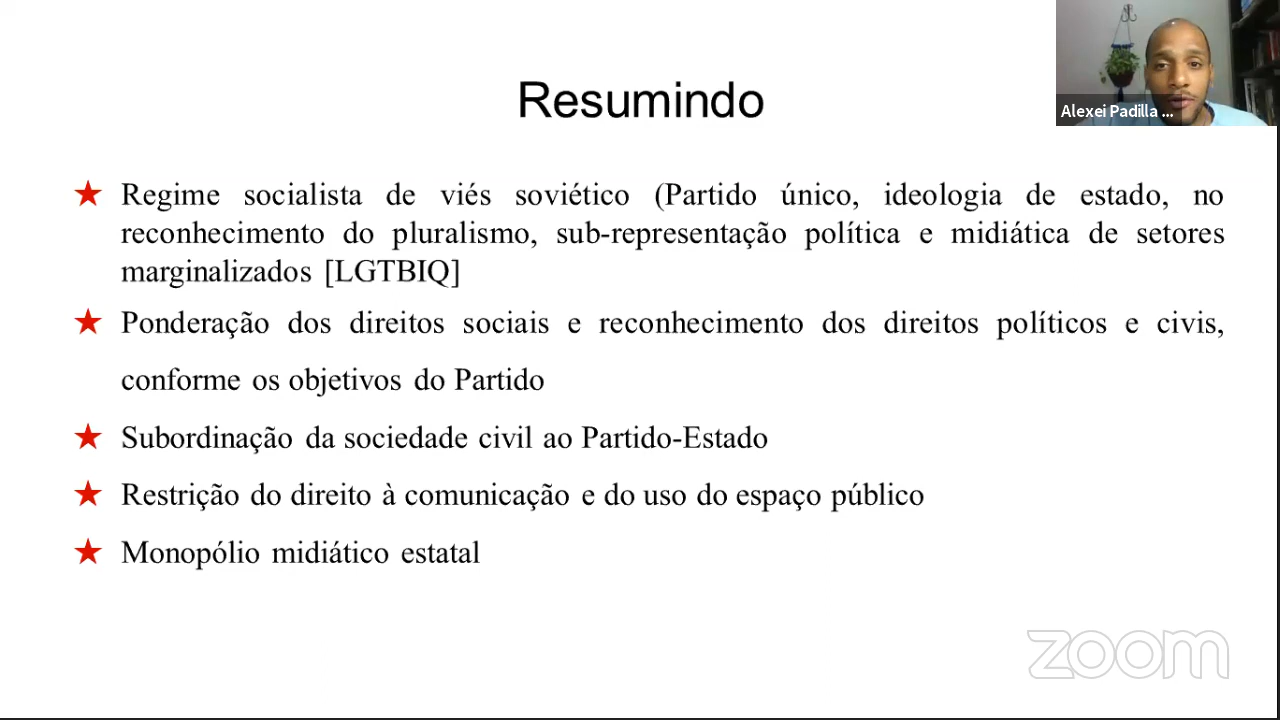 Resumindo
Alexei Padilla ...
★ Regime socialista de viés soviético (Partido único, ideologia de estado, no
reconhecimento do pluralismo, sub-representação política e midiática de setores
marginalizados [LGTBIQ]
★ Ponderação dos direitos sociais e reconhecimento dos direitos políticos e civis,
conforme os objetivos do Partido
★ Subordinação da sociedade civil ao Partido-Estado
★ Restrição do direito à comunicação e do uso do espaço público
★ Monopólio midiático estatal
zoom